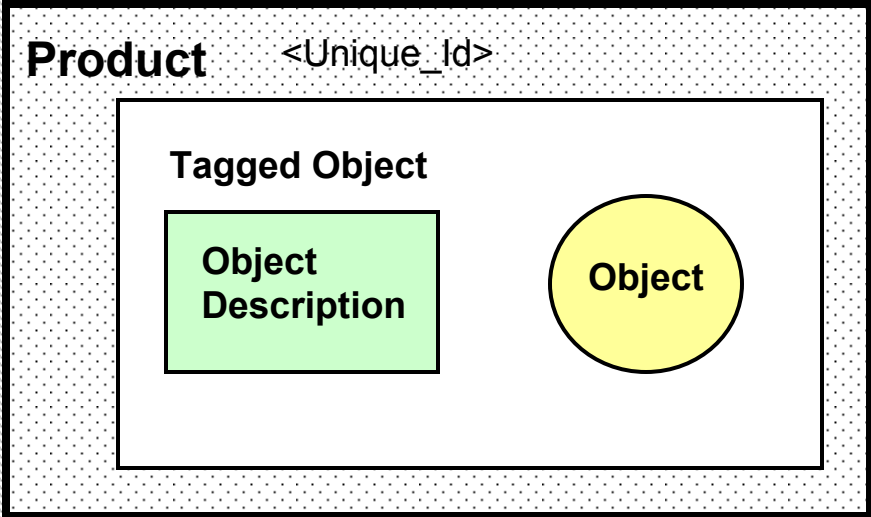 Product <Unique_Id>
Tagged Object
Object
Description
Object